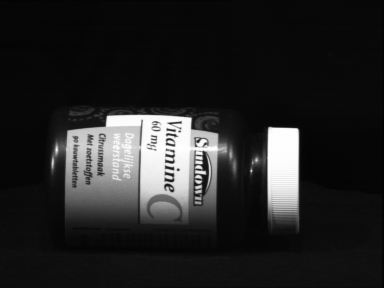 Sundown
Vitamine C
60 mg
Dagelijkse
weerstand
Citrussmaak
Met zoetstoffen
90 kauwtabletten